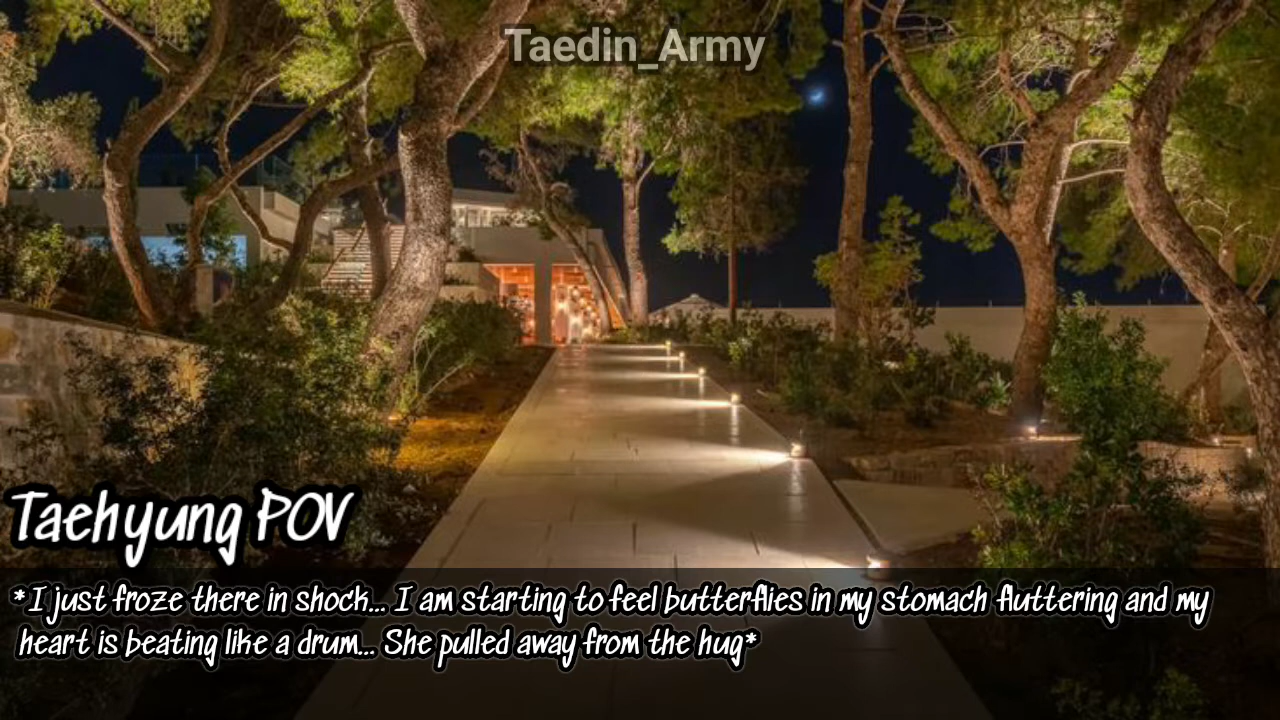 Taedin_Army
Taehyung POV
*I just froze there in shock... I am starting to feel butterflies in my stomach fluttering and my
heart is beating like a drum... She pulled away from the hug*